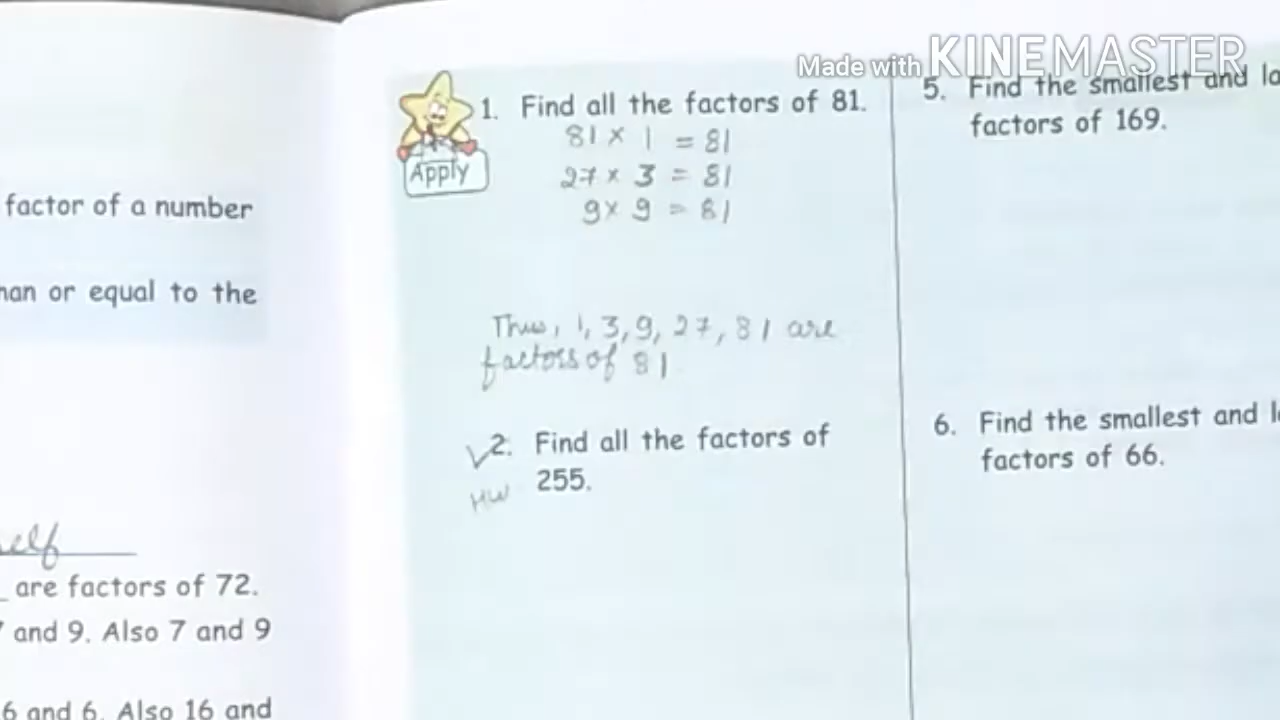 Made with KINEMASTER
factor of a number
or equal to the
self
are factors of 72.
and 9. Also 7 and 9
6 and 6. Also 16 and
Apply
1. Find all the factors of 81.
81 × 1 = 81
27 × 3 = 81
9 × 9 = 81
Thus, 1, 3, 9, 27, 81 are
factors of 81
2. Find all the factors of
HW 255.
5. Find the smallest and
factors of 169.
6. Find the smallest and
factors of 66.